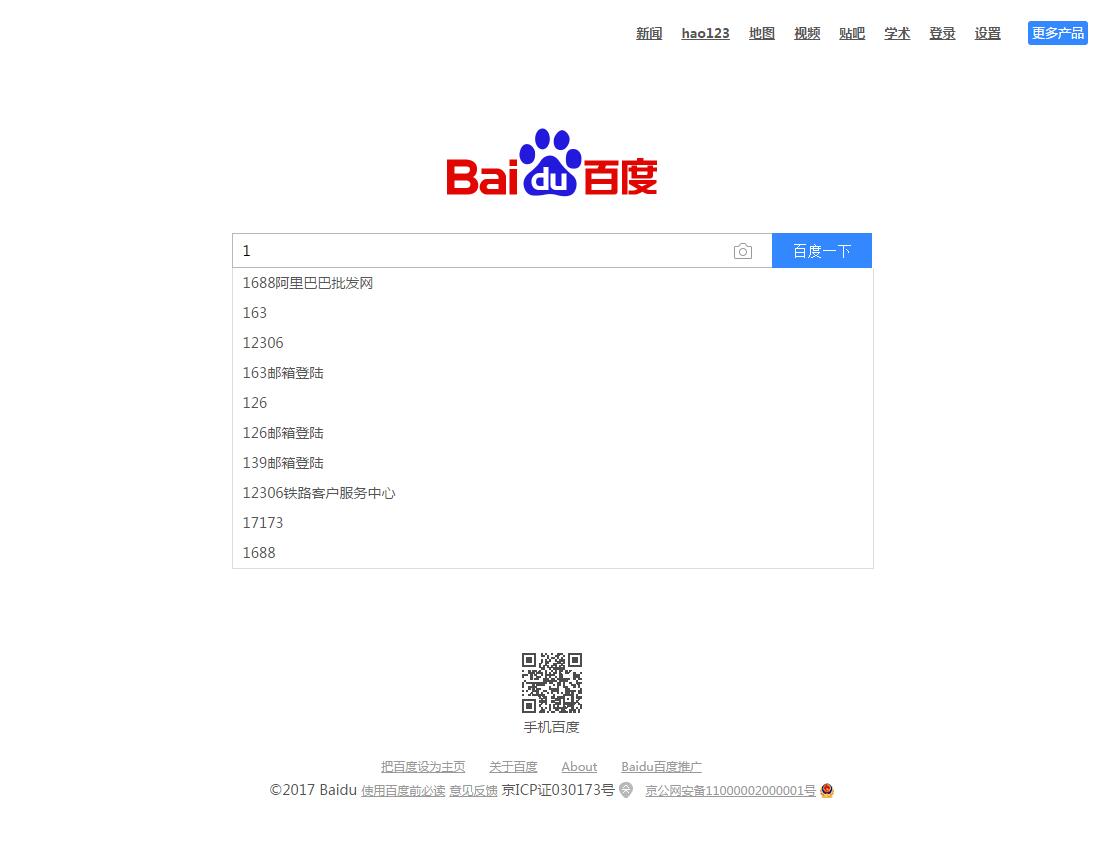 新闻 hao123 地图 视频 贴吧 学术 登录 设置 更多产品
Baidu百度
1 百度一下
1688阿里巴巴批发网
163
12306
163邮箱登陆
126
126邮箱登陆
139邮箱登陆
12306铁路客户服务中心
17173
1688
手机百度
把百度设为主页 关于百度 About Baidu百度推广
©2017 Baidu 使用百度前必读 意见反馈 京ICP证030173号 京公网安备11000002000001号